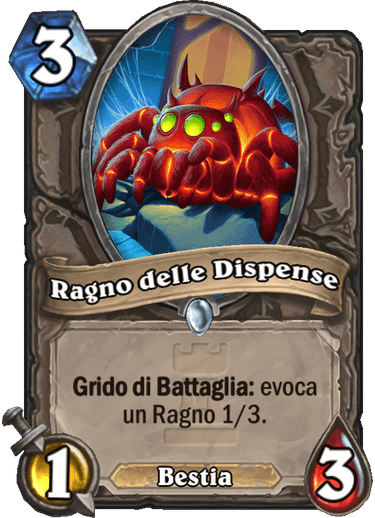 3
Ragno delle Dispense
Grido di Battaglia: evoca
un Ragno 1/3.
1
Bestia
3